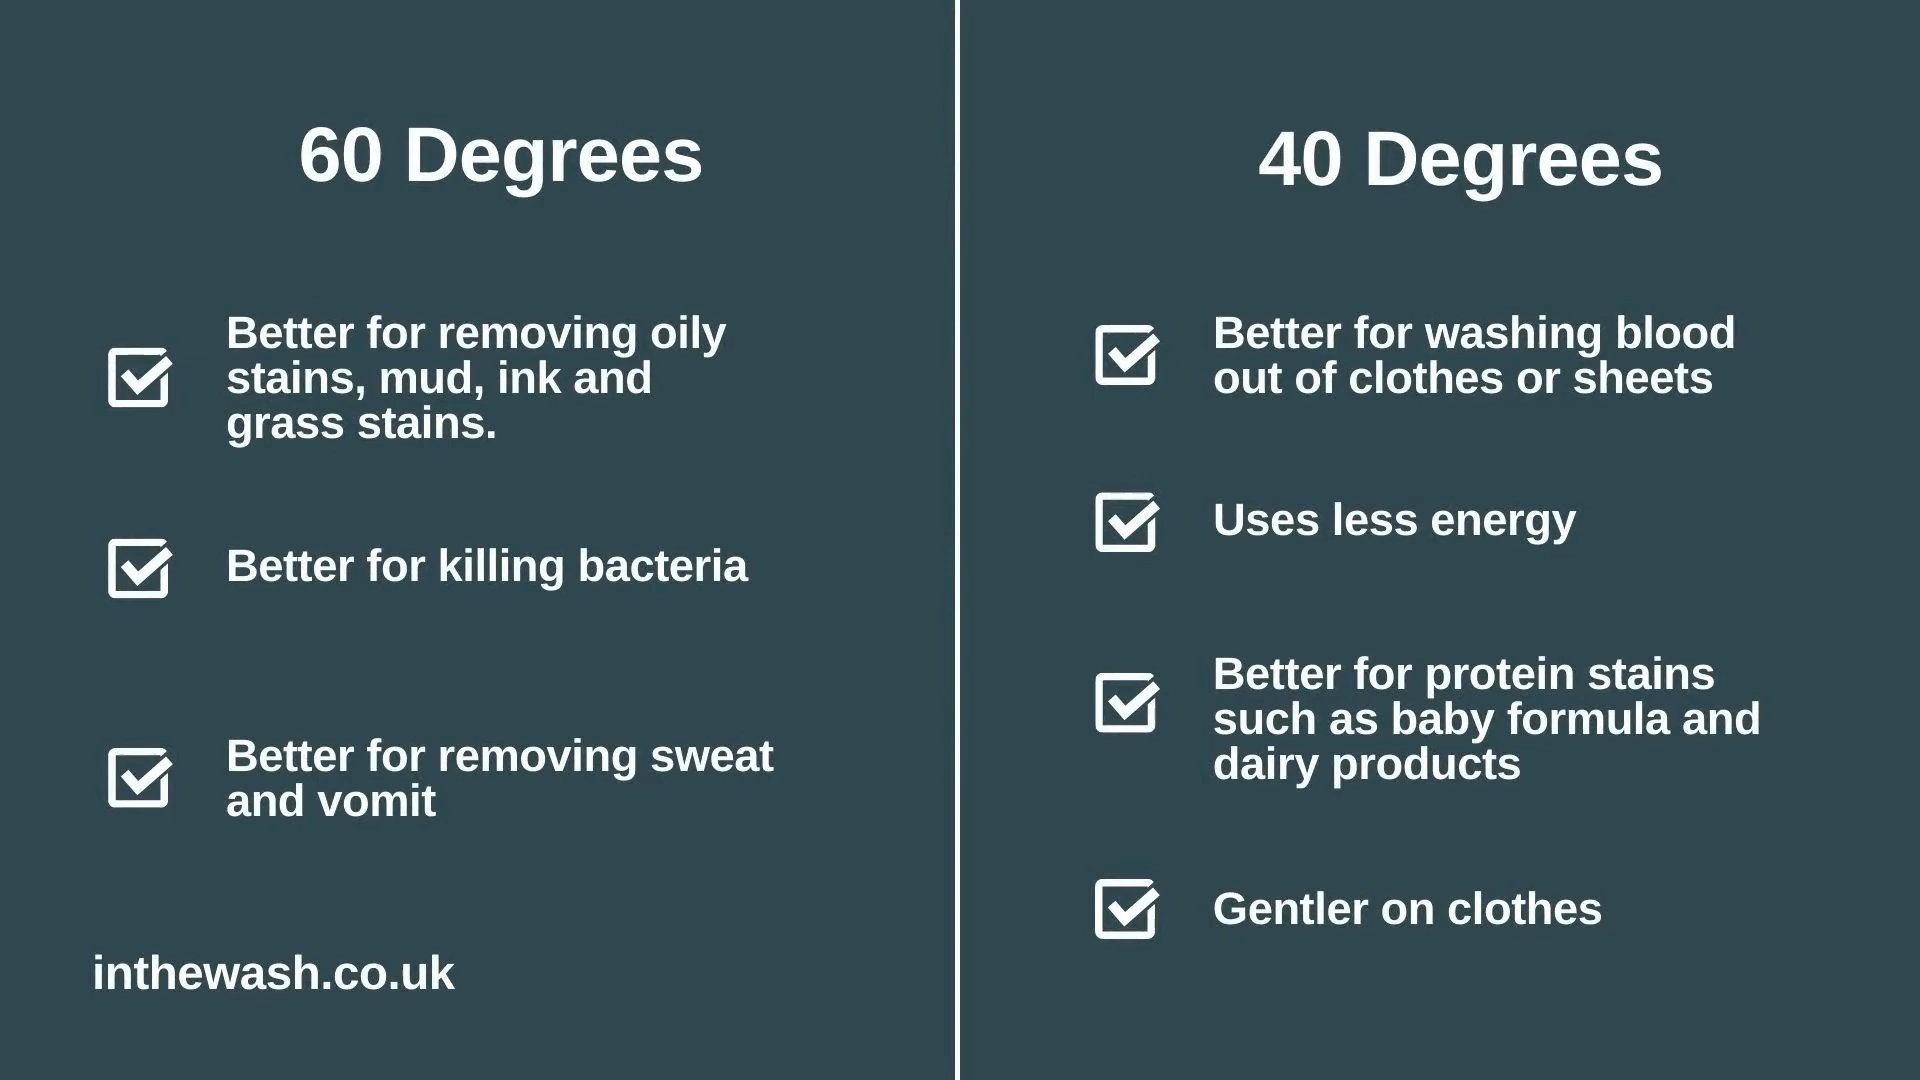 60 Degrees
Better for removing oily
stains, mud, ink and
grass stains.
Better for killing bacteria
Better for removing sweat
and vomit
inthewash.co.uk
40 Degrees
Better for washing blood
out of clothes or sheets
Uses less energy
Better for protein stains
such as baby formula and
dairy products
Gentler on clothes